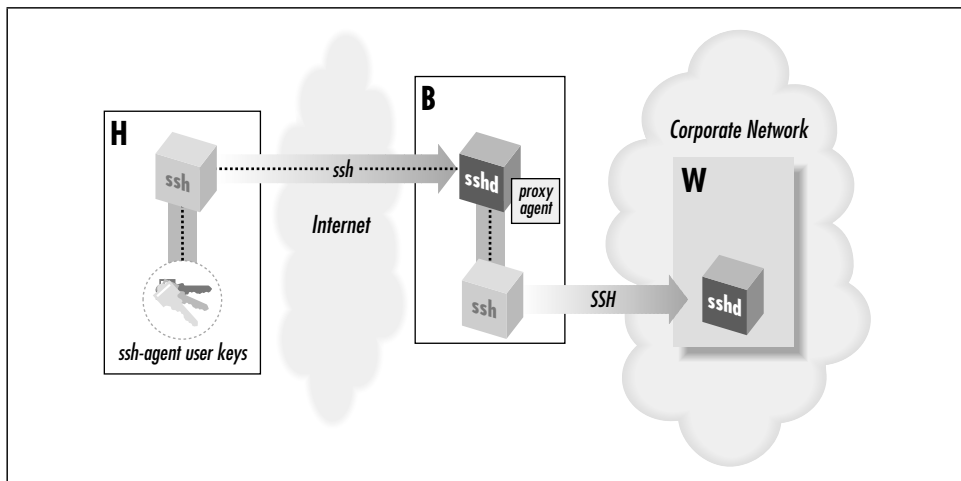 H
ssh
ssh-agent user keys
ssh
Internet
B
sshd
proxy
agent
ssh
SSH
Corporate Network
W
sshd